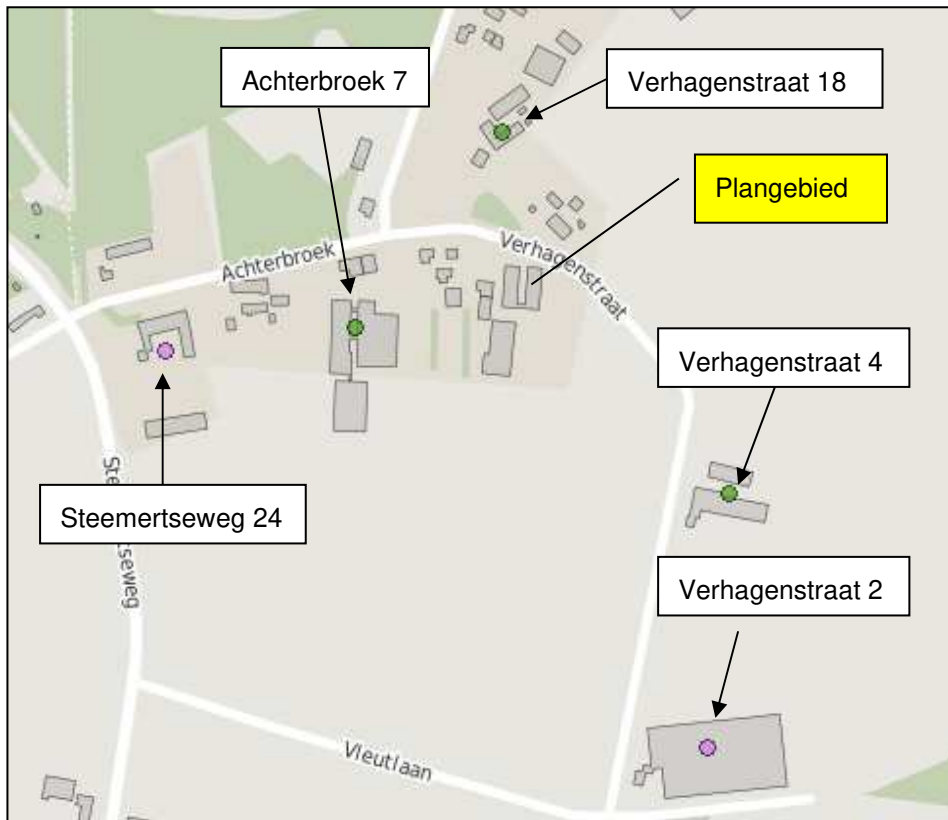 Achterbroek 7
Verhagenstraat 18
Plangebied
Achterbroek
Verhagenstraat
Verhagenstraat 4
Steemertseweg 24
Verhagenstraat 2
Vleutlaan